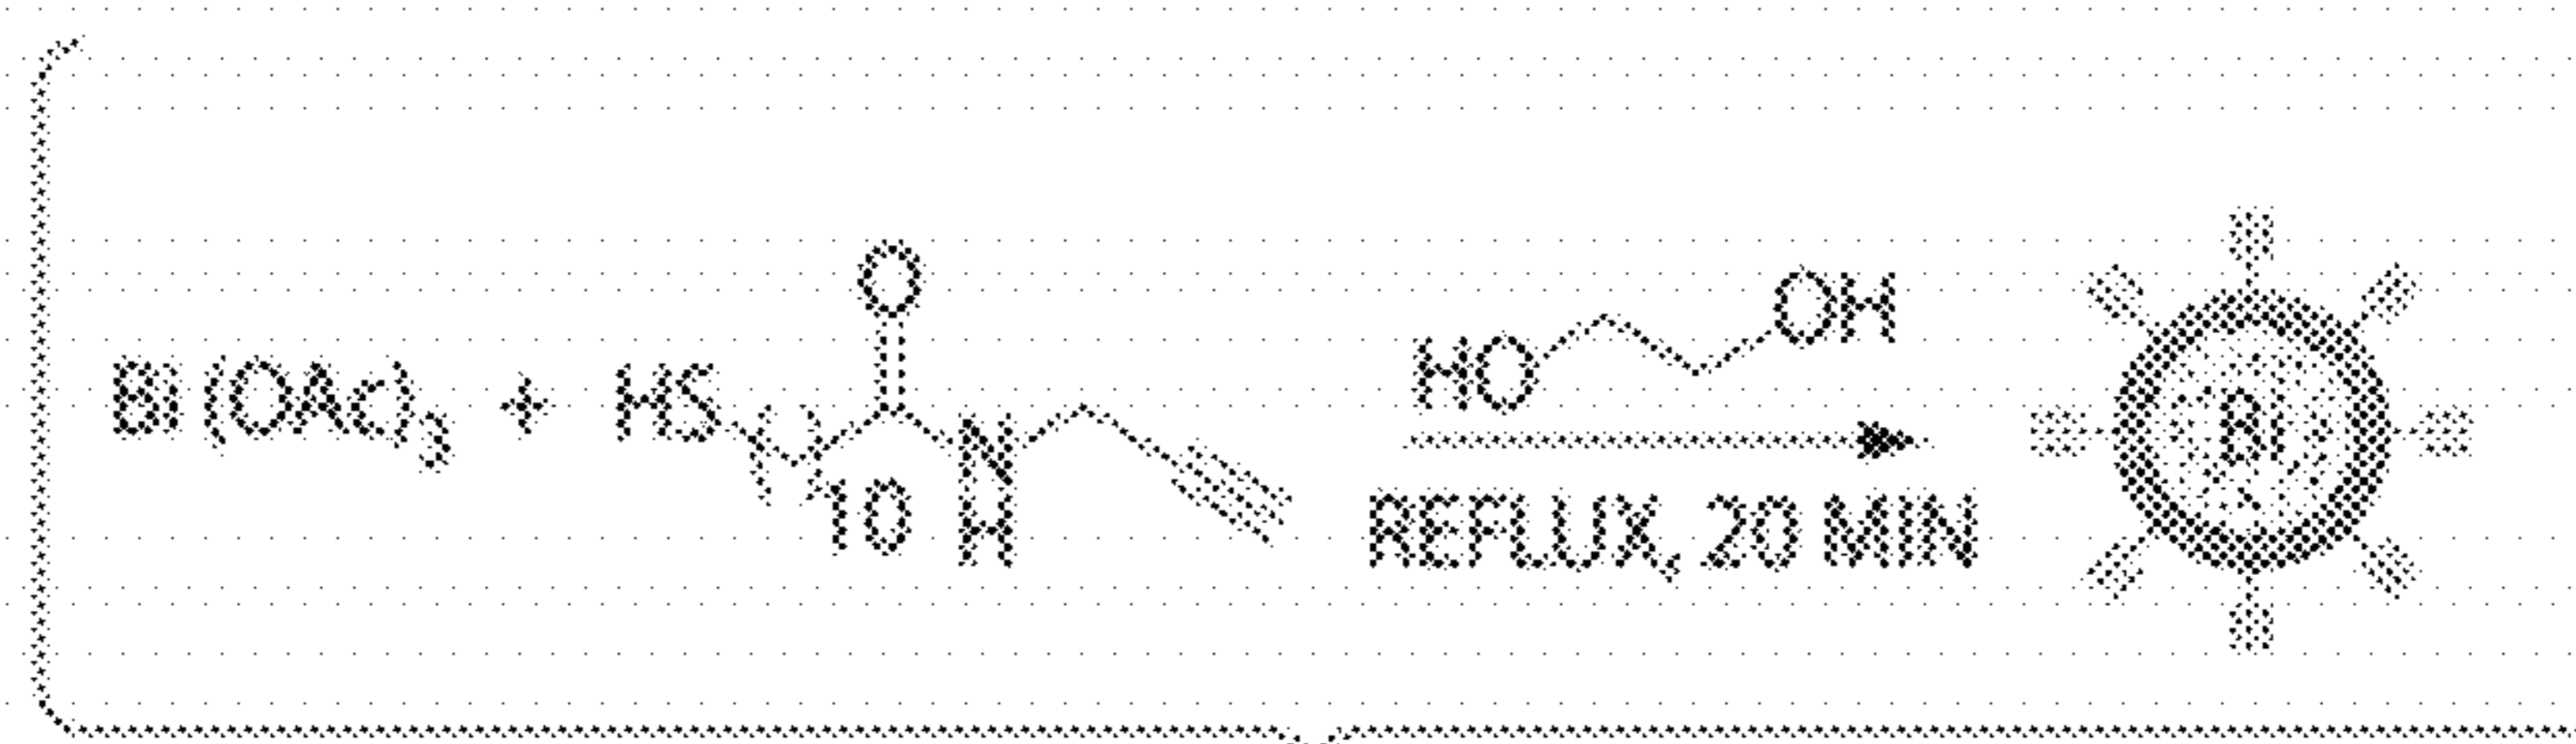 O
Bi (OAc)3 + HS ( )10 N H
HO OH
REFLUX, 20 MIN
Bi